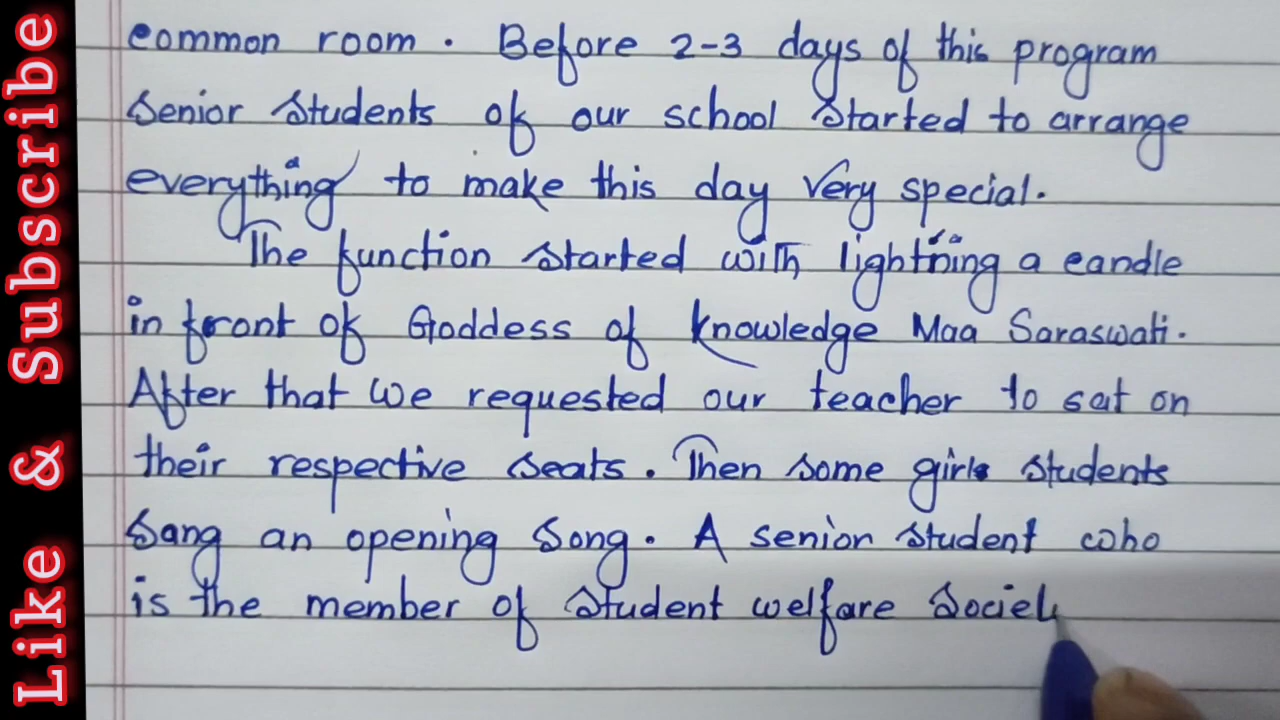 Like & Subscribe
common room. Before 2-3 days of this program
senior students of our school started to arrange
everything to make this day very special.
The function started with lightning a candle
in front of Goddess of Knowledge Maa Saraswati.
After that we requested our teacher to sat on
their respective seats. Then some girls students
sang an opening song. A senior student who
is the member of student welfare Societ